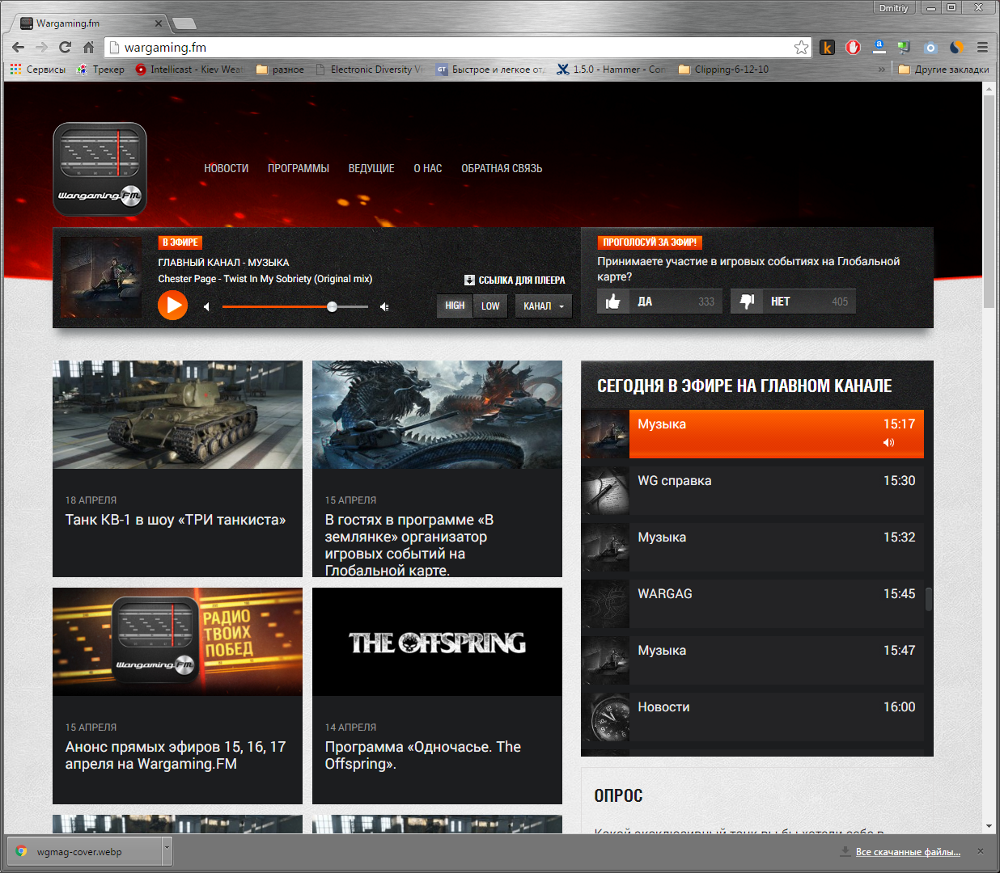 Dmitriy
Wargaming.fm
wargaming.fm
Сервисы
Трекер
Intellicast - Kiev Weat
разное
Electronic Diversity Vi
GT
Быстрое и легкое от
1.5.0 - Hammer - Con
Clipping-6-12-10
»
Другие закладки
Wargaming.FM
НОВОСТИ
ПРОГРАММЫ
ВЕДУЩИЕ
О НАС
ОБРАТНАЯ СВЯЗЬ
В ЭФИРЕ
ГЛАВНЫЙ КАНАЛ - МУЗЫКА
Chester Page - Twist In My Sobriety (Original mix)
ССЫЛКА ДЛЯ ПЛЕЕРА
HIGH
LOW
КАНАЛ
ПРОГОЛОСУЙ ЗА ЭФИР!
Принимаете участие в игровых событиях на Глобальной
карте?
ДА
333
НЕТ
405
18 АПРЕЛЯ
Танк КВ-1 в шоу «ТРИ танкиста»
15 АПРЕЛЯ
В гостях в программе «В
землянке» организатор
игровых событий на
Глобальной карте.
РАДИО
ТВОИХ
ПОБЕД
Wargaming.FM
15 АПРЕЛЯ
Анонс прямых эфиров 15, 16, 17
апреля на Wargaming.FM
THE OFFSPRING
14 АПРЕЛЯ
Программа «Одночасье. The
Offspring».
СЕГОДНЯ В ЭФИРЕ НА ГЛАВНОМ КАНАЛЕ
Музыка 15:17
WG справка 15:30
Музыка 15:32
WARGAG 15:45
Музыка 15:47
Новости 16:00
ОПРОС
Какой эксклюзивный танк вы бы хотели себе в
wgmag-cover.webp
Все скачанные файлы...